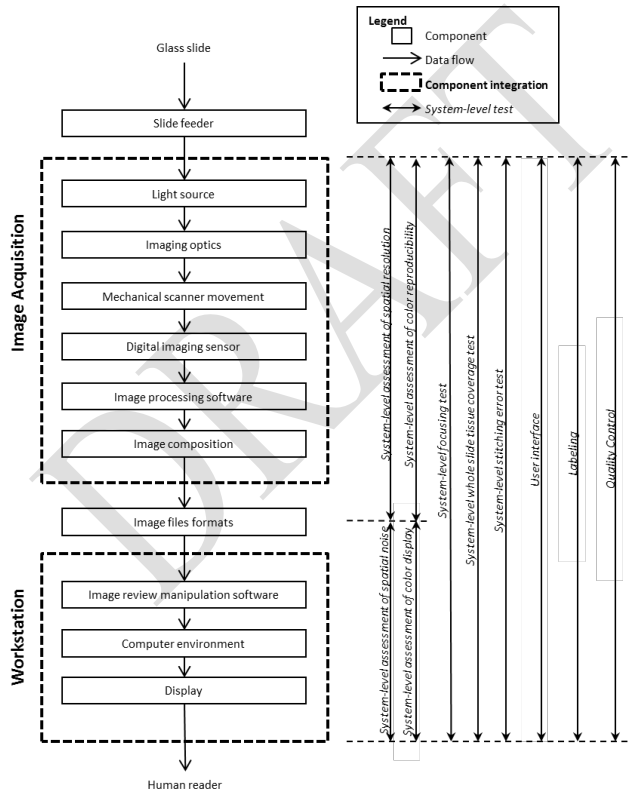 Legend
Component
Data flow
Component integration
System-level test
Glass slide
Slide feeder
Image Acquisition
Light source
Imaging optics
Mechanical scanner movement
Digital imaging sensor
Image processing software
Image composition
Image files formats
Workstation
Image review manipulation software
Computer environment
Display
Human reader
System-level assessment of spatial resolution
System-level assessment of color reproducibility
System-level focusing test
System-level whole slide tissue coverage test
System-level stitching error test
User interface
Labeling
Quality Control
System-level assessment of spatial noise
System-level assessment of color display
DRAFT